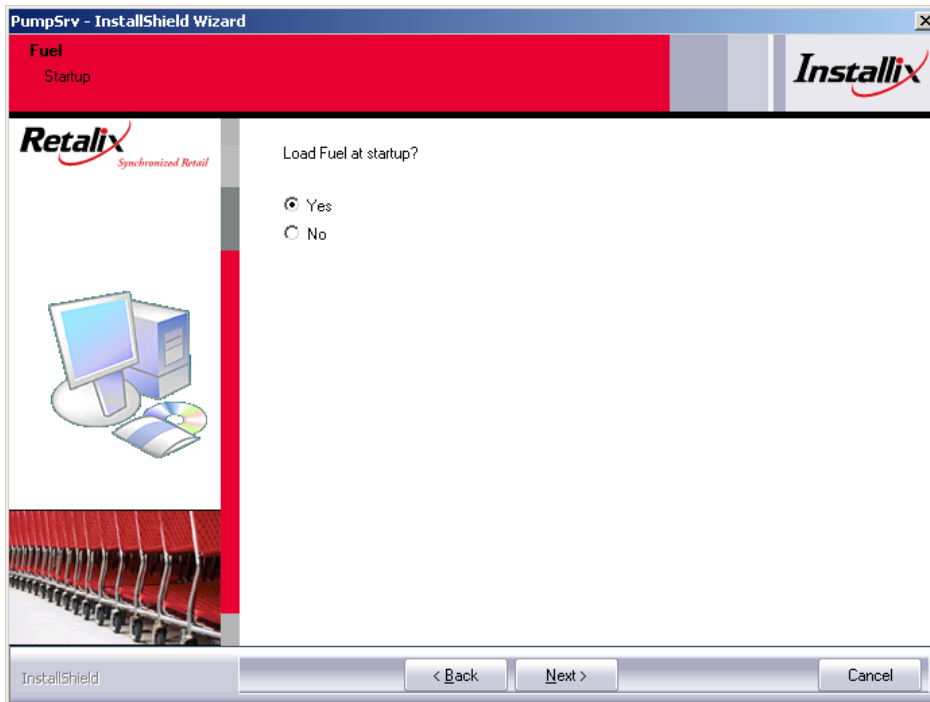 PumpSrv - InstallShield Wizard
Fuel
Startup
Installix
Retalix
Synchronized Retail
Load Fuel at startup?
Yes
No
InstallShield
< Back
Next >
Cancel